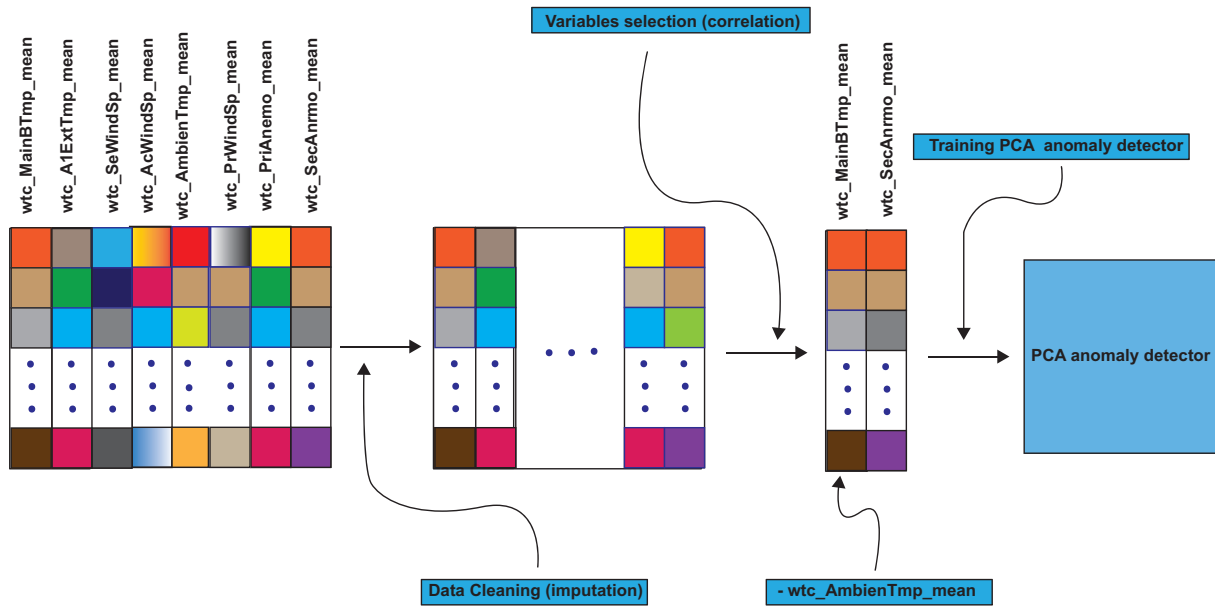 Variables selection (correlation)
wtc_MainBTmp_mean
wtc_A1ExtTmp_mean
wtc_SeWindSp_mean
wtc_AcWindSp_mean
wtc_AmbienTmp_mean
wtc_PrWindSp_mean
wtc_PriAnemo_mean
wtc_SecAnrmo_mean
wtc_MainBTmp_mean
wtc_SecAnrmo_mean
Training PCA anomaly detector
PCA anomaly detector
Data Cleaning (imputation)
- wtc_AmbienTmp_mean